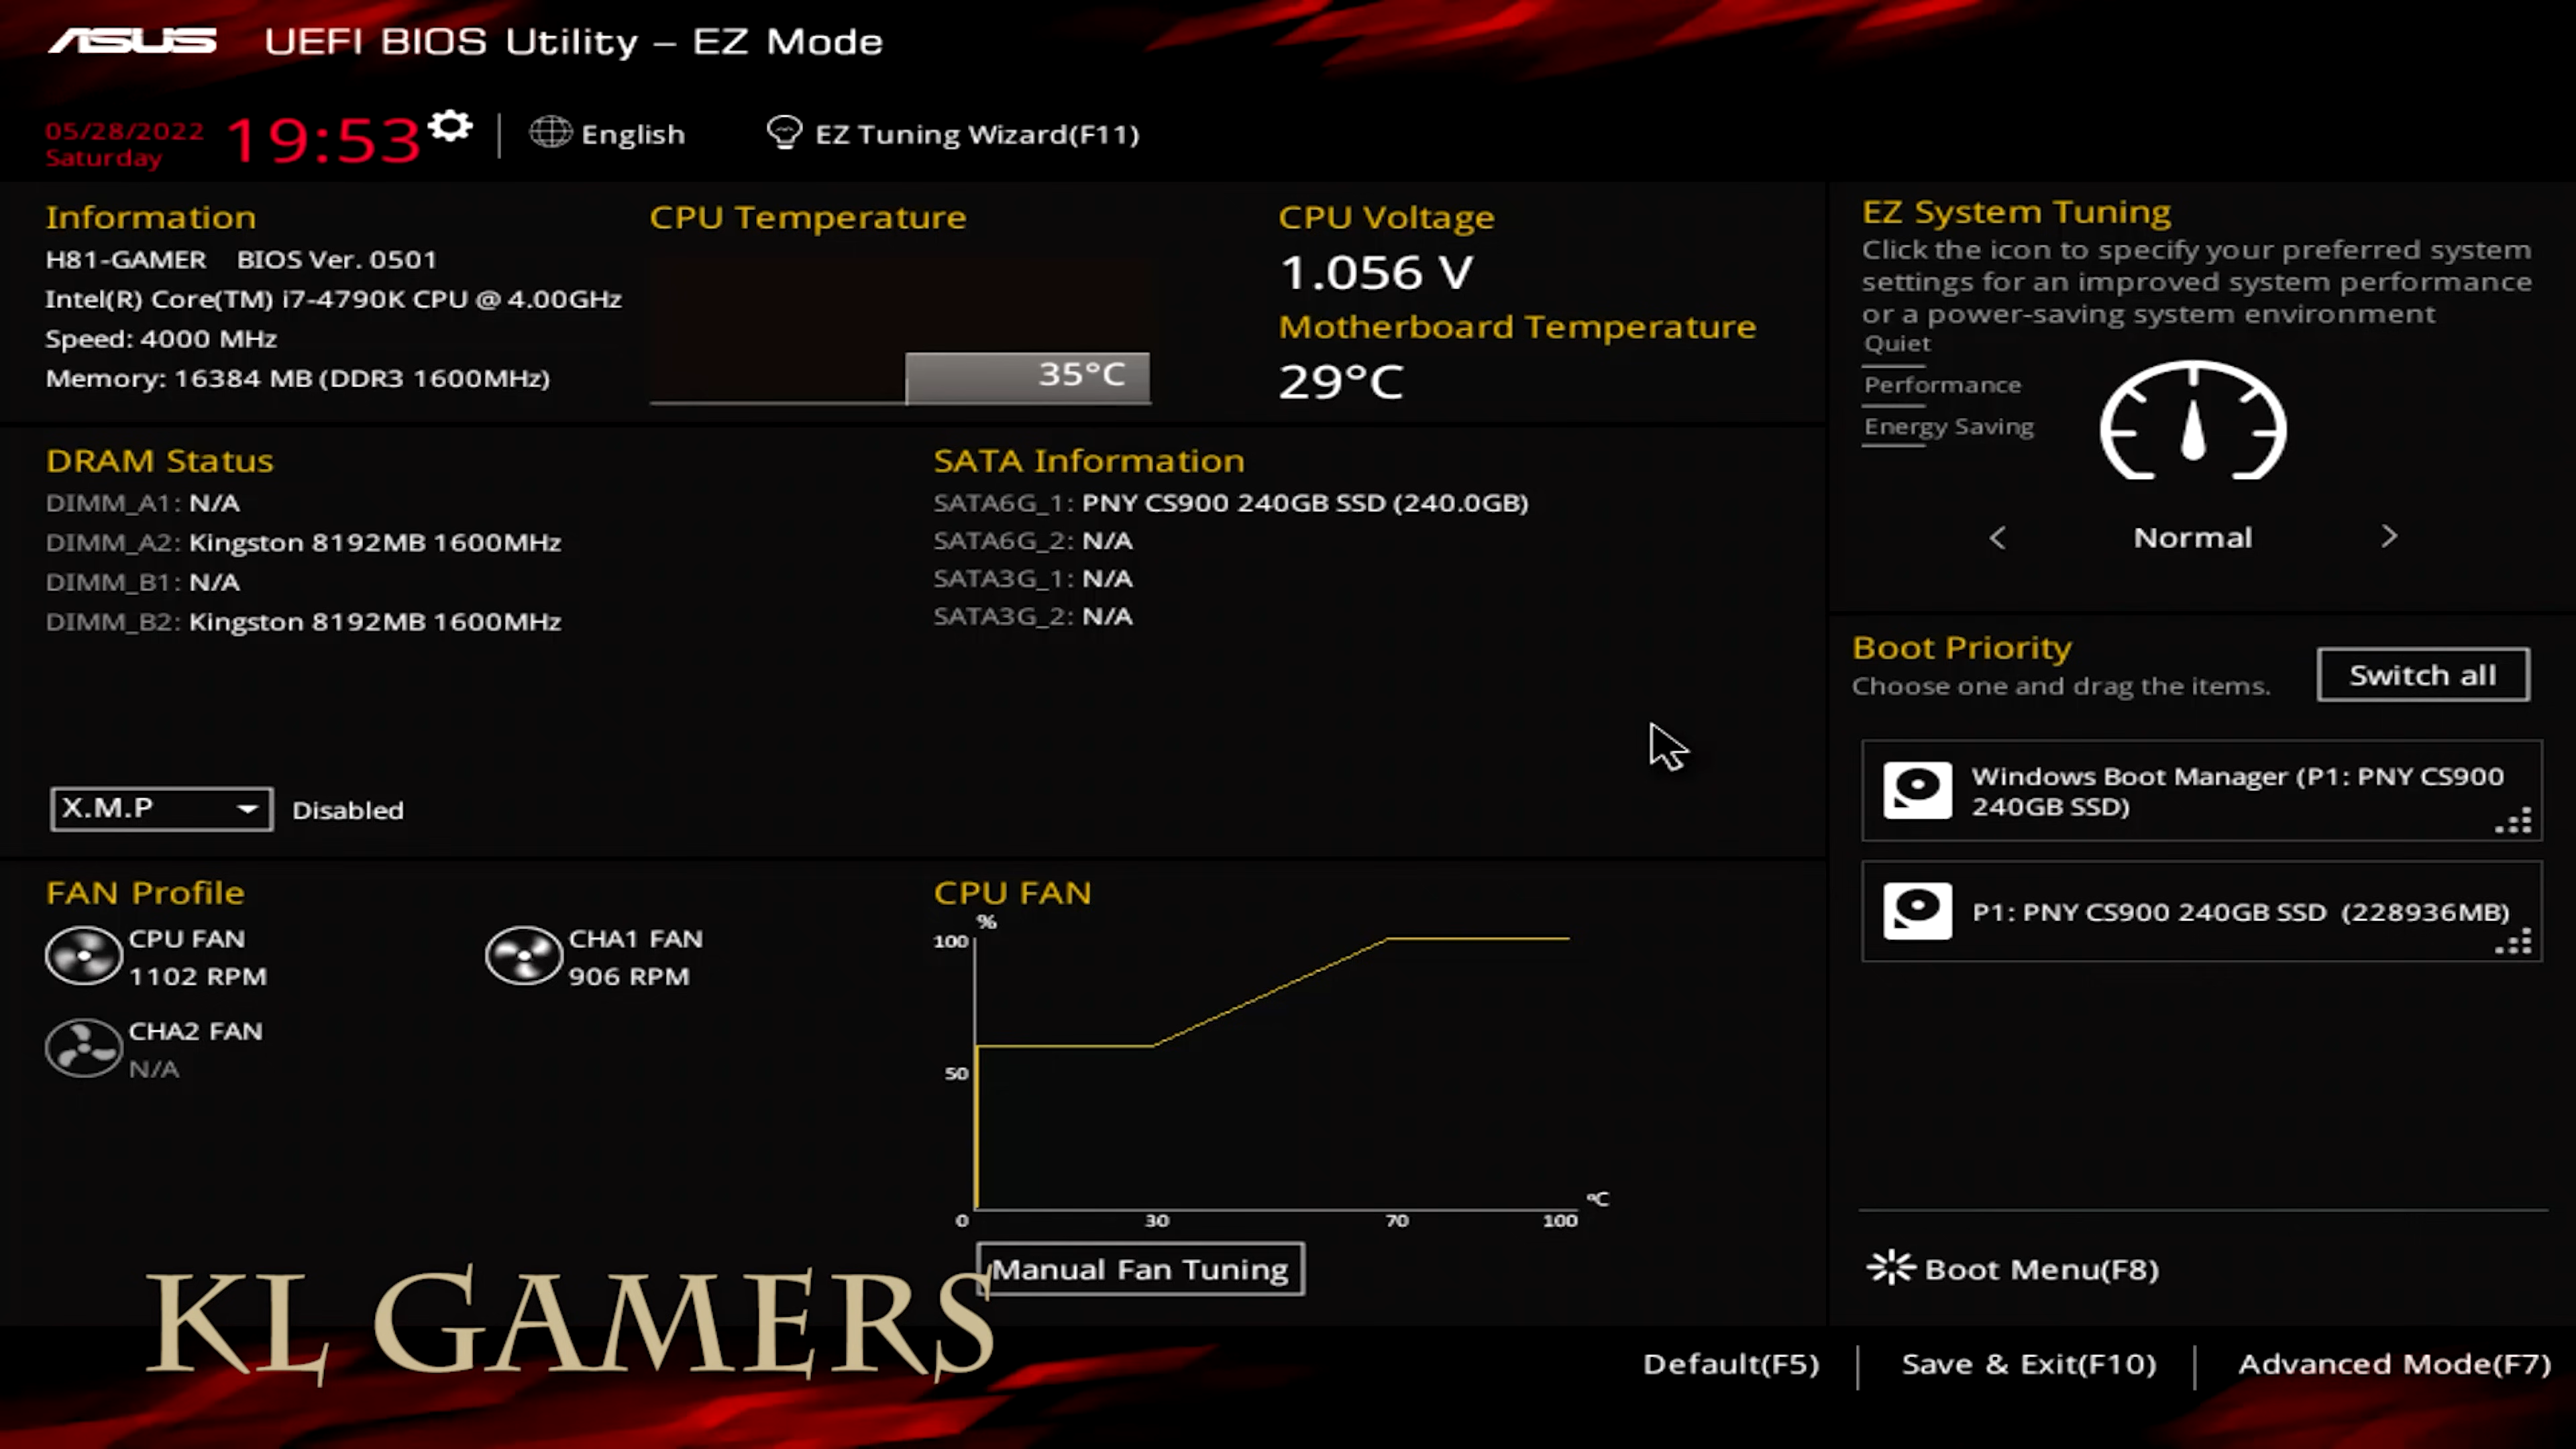 ASUS UEFI BIOS Utility – EZ Mode
05/28/2022
Saturday
19:53
English
EZ Tuning Wizard(F11)
Information
H81-GAMER BIOS Ver. 0501
Intel(R) Core(TM) i7-4790K CPU @ 4.00GHz
Speed: 4000 MHz
Memory: 16384 MB (DDR3 1600MHz)
CPU Temperature
35°C
CPU Voltage
1.056 V
Motherboard Temperature
29°C
EZ System Tuning
Click the icon to specify your preferred system
settings for an improved system performance
or a power-saving system environment
Quiet
Performance
Energy Saving
< Normal >
DRAM Status
DIMM_A1: N/A
DIMM_A2: Kingston 8192MB 1600MHz
DIMM_B1: N/A
DIMM_B2: Kingston 8192MB 1600MHz
X.M.P Disabled
SATA Information
SATA6G_1: PNY CS900 240GB SSD (240.0GB)
SATA6G_2: N/A
SATA3G_1: N/A
SATA3G_2: N/A
Boot Priority
Choose one and drag the items.
Switch all
Windows Boot Manager (P1: PNY CS900
240GB SSD)
P1: PNY CS900 240GB SSD (228936MB)
FAN Profile
CPU FAN
1102 RPM
CHA1 FAN
906 RPM
CHA2 FAN
N/A
CPU FAN
%
100
50
0 30 70 100
°C
Manual Fan Tuning
Boot Menu(F8)
KL GAMERS
Default(F5) | Save & Exit(F10) | Advanced Mode(F7)